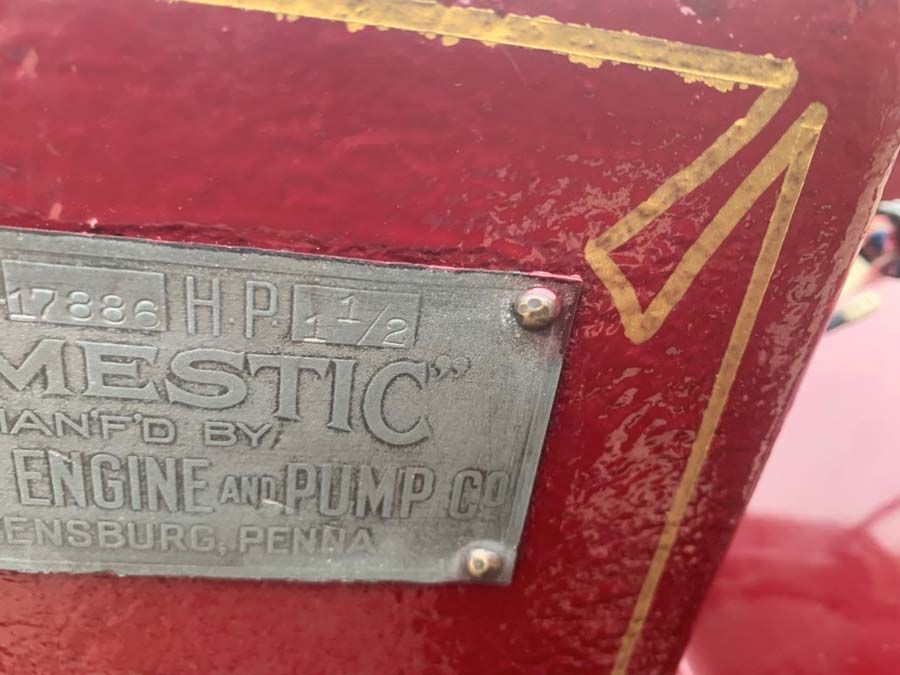 17886 H.P. 1 1/2
MESTIC"
MAN'F'D BY
ENGINE AND PUMP CO
ENSBURG, PENNA